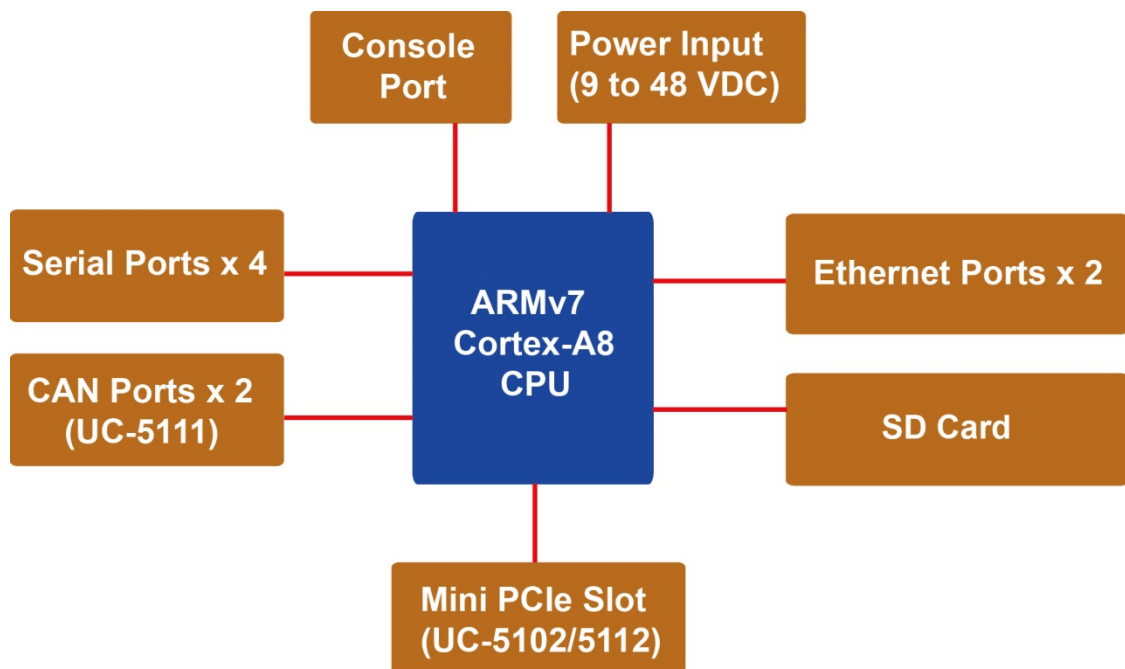 Console
Port
Power Input
(9 to 48 VDC)
Serial Ports x 4
ARMv7
Cortex-A8
CPU
Ethernet Ports x 2
CAN Ports x 2
(UC-5111)
SD Card
Mini PCIe Slot
(UC-5102/5112)